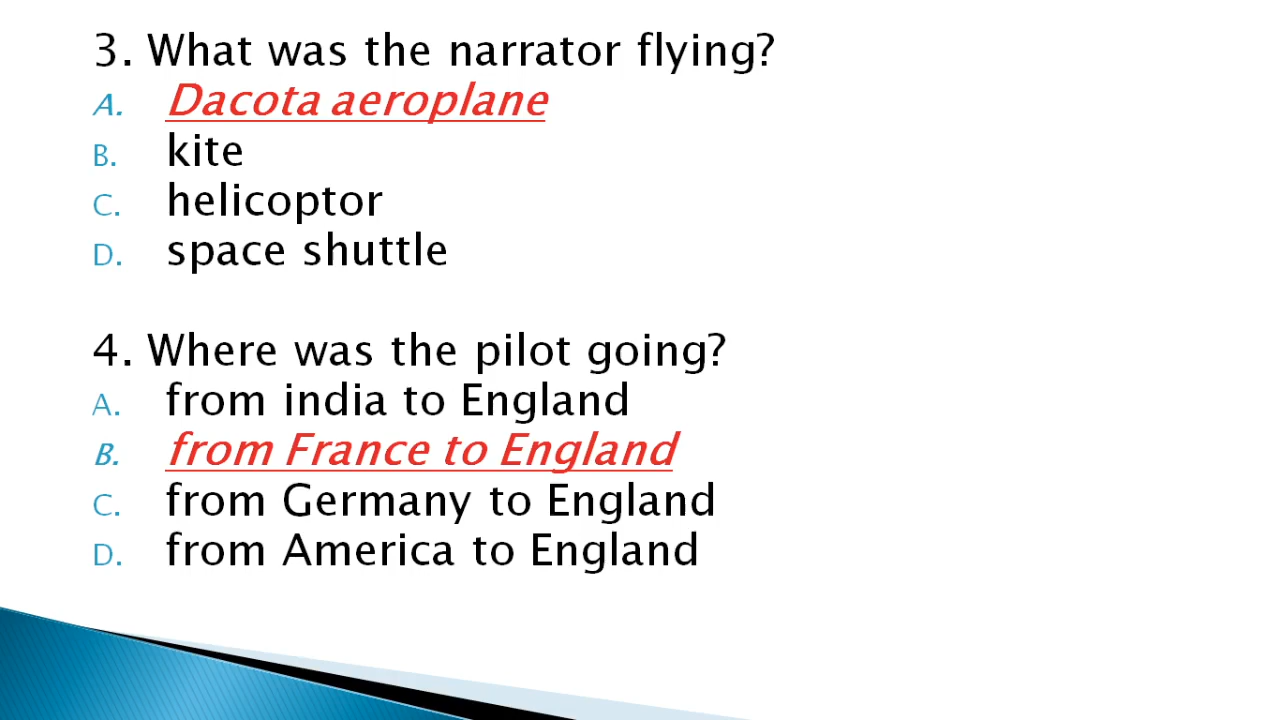 3. What was the narrator flying?
A. Dacota aeroplane
B. kite
C. helicoptor
D. space shuttle
4. Where was the pilot going?
A. from india to England
B. from France to England
C. from Germany to England
D. from America to England